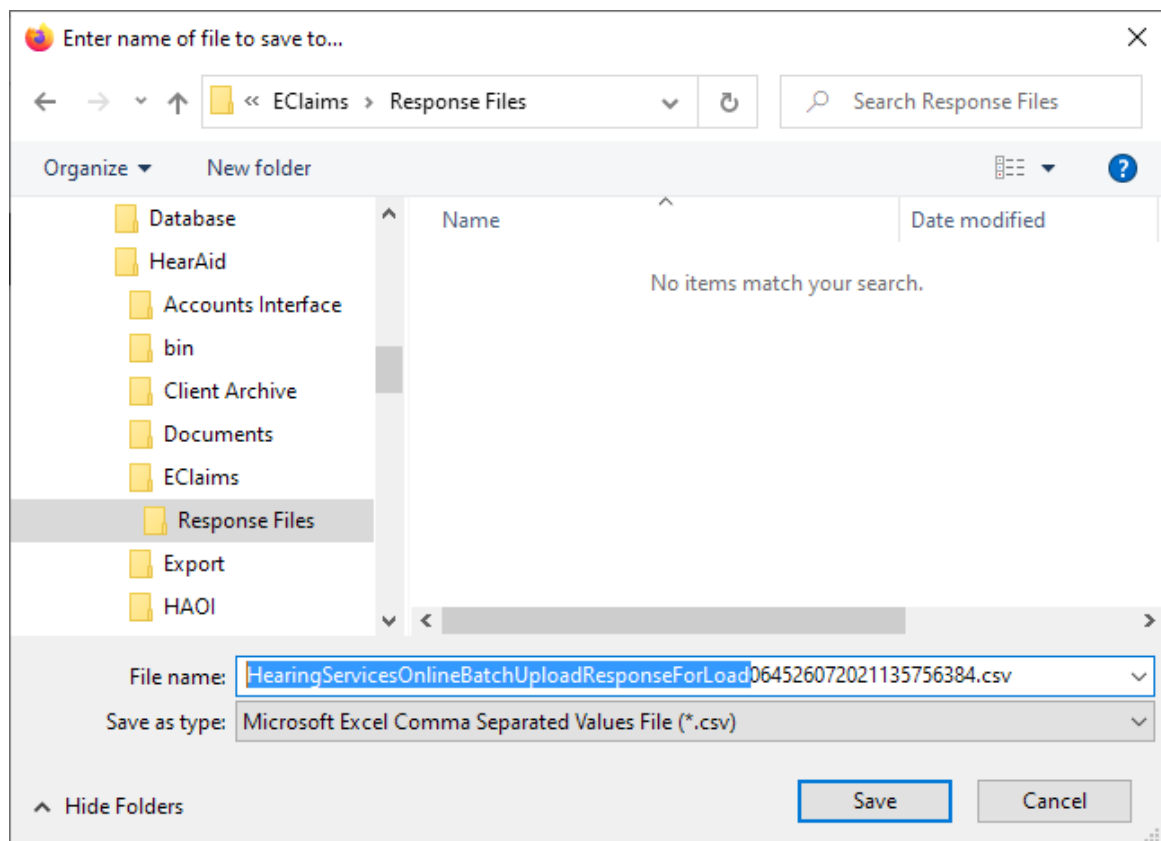 Enter name of file to save to...
« EClaims > Response Files
Search Response Files
Organize
New folder
?
Database
HearAid
Accounts Interface
bin
Client Archive
Documents
EClaims
Response Files
Export
HAOI
Name
Date modified
No items match your search.
File name: HearingServicesOnlineBatchUploadResponseForLoad064526072021135756384.csv
Save as type: Microsoft Excel Comma Separated Values File (*.csv)
Hide Folders
Save
Cancel